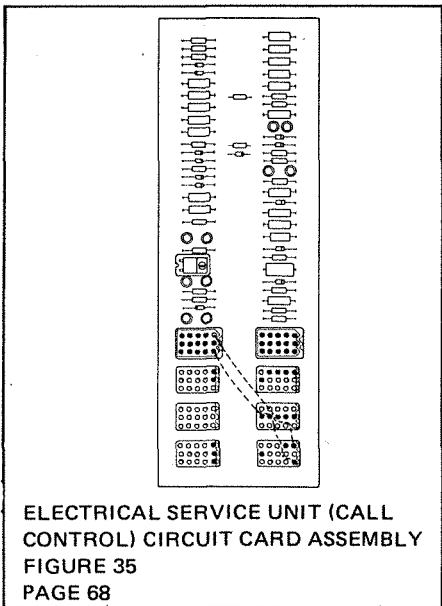 ELECTRICAL SERVICE UNIT (CALL
CONTROL) CIRCUIT CARD ASSEMBLY
FIGURE 35
PAGE 68